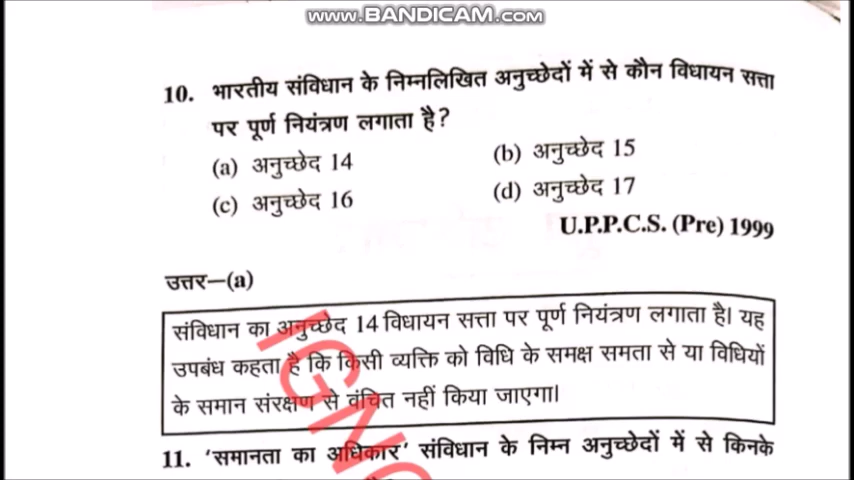 www.BANDICAM.com
10. भारतीय संविधान के निम्नलिखित अनुच्छेदों में से कौन विधायन सत्ता
पर पूर्ण नियंत्रण लगाता है?
(a) अनुच्छेद 14 (b) अनुच्छेद 15
(c) अनुच्छेद 16 (d) अनुच्छेद 17
U.P.P.C.S. (Pre) 1999
उत्तर—(a)
संविधान का अनुच्छेद 14 विधायन सत्ता पर पूर्ण नियंत्रण लगाता है। यह
उपबंध कहता है कि किसी व्यक्ति को विधि के समक्ष समता से या विधियों
के समान संरक्षण से वंचित नहीं किया जाएगा।
11. 'समानता का अधिकार' संविधान के निम्न अनुच्छेदों में से किनके